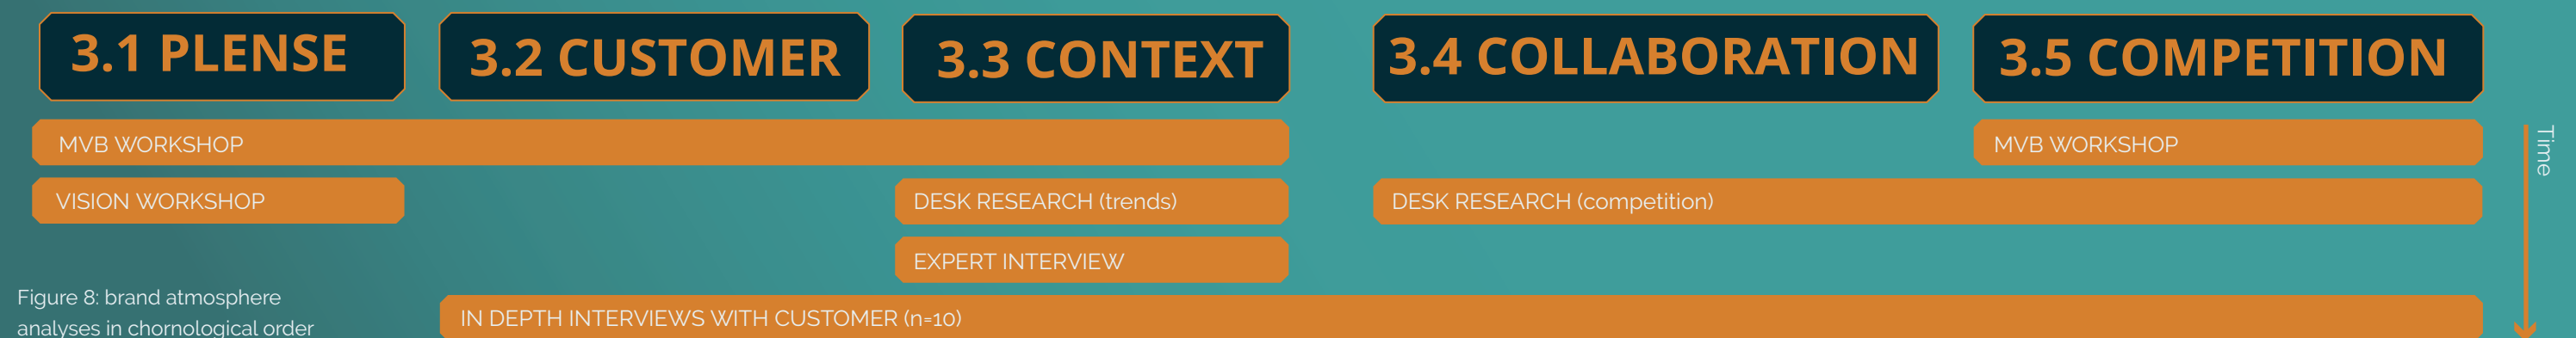 3.1 PLENSE
3.2 CUSTOMER
3.3 CONTEXT
3.4 COLLABORATION
3.5 COMPETITION
MVB WORKSHOP
MVB WORKSHOP
Time
VISION WORKSHOP
DESK RESEARCH (trends)
DESK RESEARCH (competition)
EXPERT INTERVIEW
Figure 8: brand atmosphere
analyses in chornological order
IN DEPTH INTERVIEWS WITH CUSTOMER (n=10)